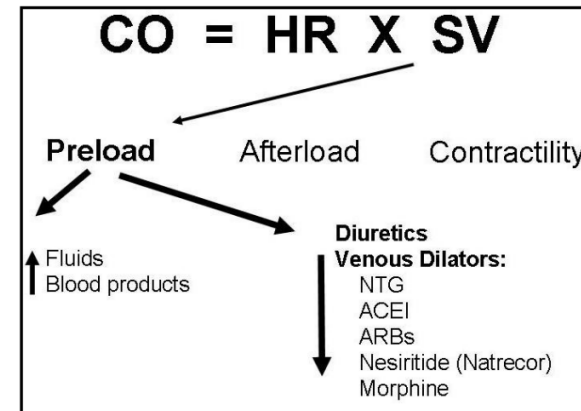 CO = HR X SV
Preload Afterload Contractility
Fluids
Blood products
Diuretics
Venous Dilators:
NTG
ACEI
ARBs
Nesiritide (Natrecor)
Morphine